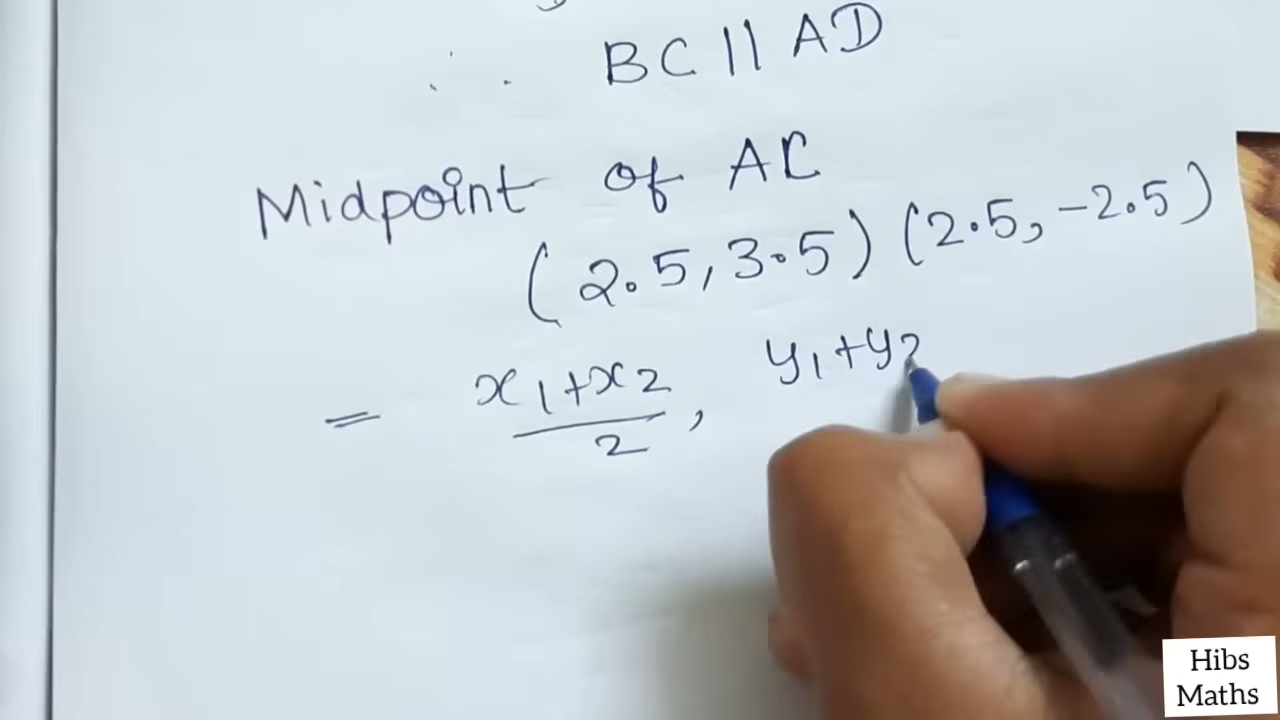 ∴ BC || AD
Midpoint of AC
(2.5, 3.5) (2.5, -2.5)
= x₁+x₂/2, y₁+y₂
Hibs
Maths